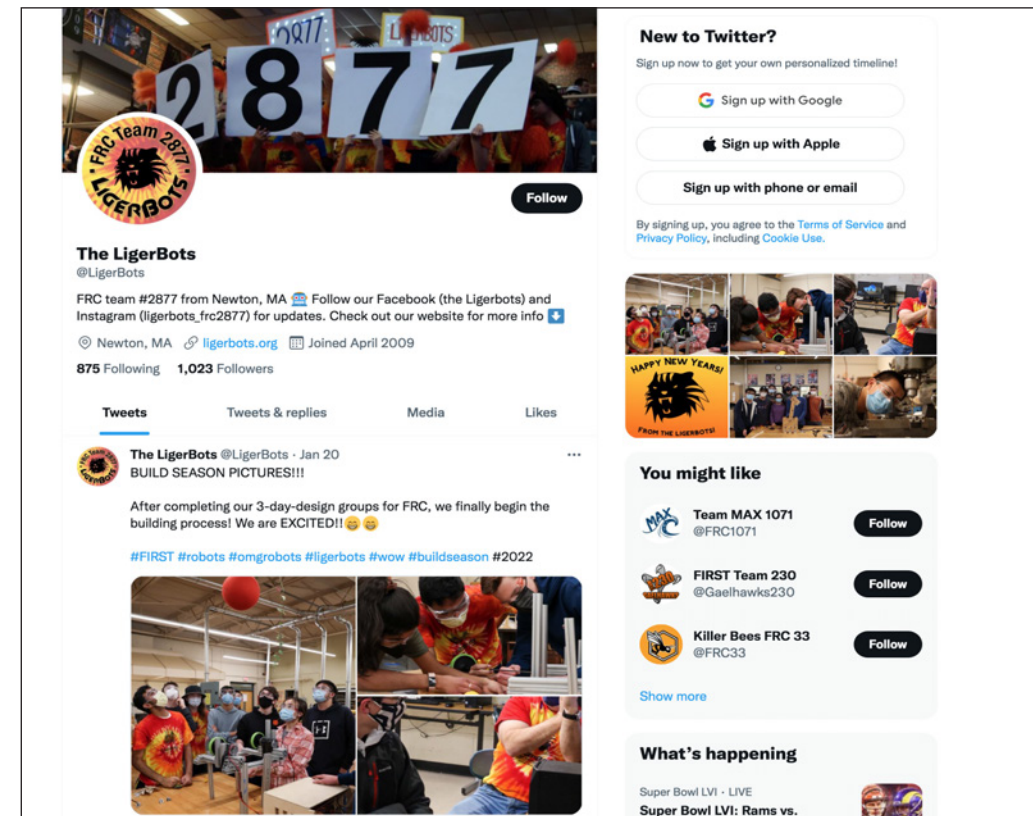 2877
LIGERBOTS
2877
FRC Team 2877
LIGERBOTS
Follow
The LigerBots
@LigerBots
FRC team #2877 from Newton, MA 🤖 Follow our Facebook (the Ligerbots) and
Instagram (ligerbots_frc2877) for updates. Check out our website for more info ⬇️
Newton, MA ligerbots.org Joined April 2009
875 Following 1,023 Followers
Tweets Tweets & replies Media Likes
The LigerBots @LigerBots · Jan 20
BUILD SEASON PICTURES!!!
After completing our 3-day-design groups for FRC, we finally begin the
building process! We are EXCITED!!😁😁
#FIRST #robots #omgrobots #ligerbots #wow #buildseason #2022
New to Twitter?
Sign up now to get your own personalized timeline!
Sign up with Google
Sign up with Apple
Sign up with phone or email
By signing up, you agree to the Terms of Service and
Privacy Policy, including Cookie Use.
HAPPY NEW YEARS!
FROM THE LIGERBOTS!
You might like
MAX
Team MAX 1071
@FRC1071
Follow
FIRST Team 230
@Gaelhawks230
Follow
Killer Bees FRC 33
@FRC33
Follow
Show more
What's happening
Super Bowl LVI · LIVE
Super Bowl LVI: Rams vs.